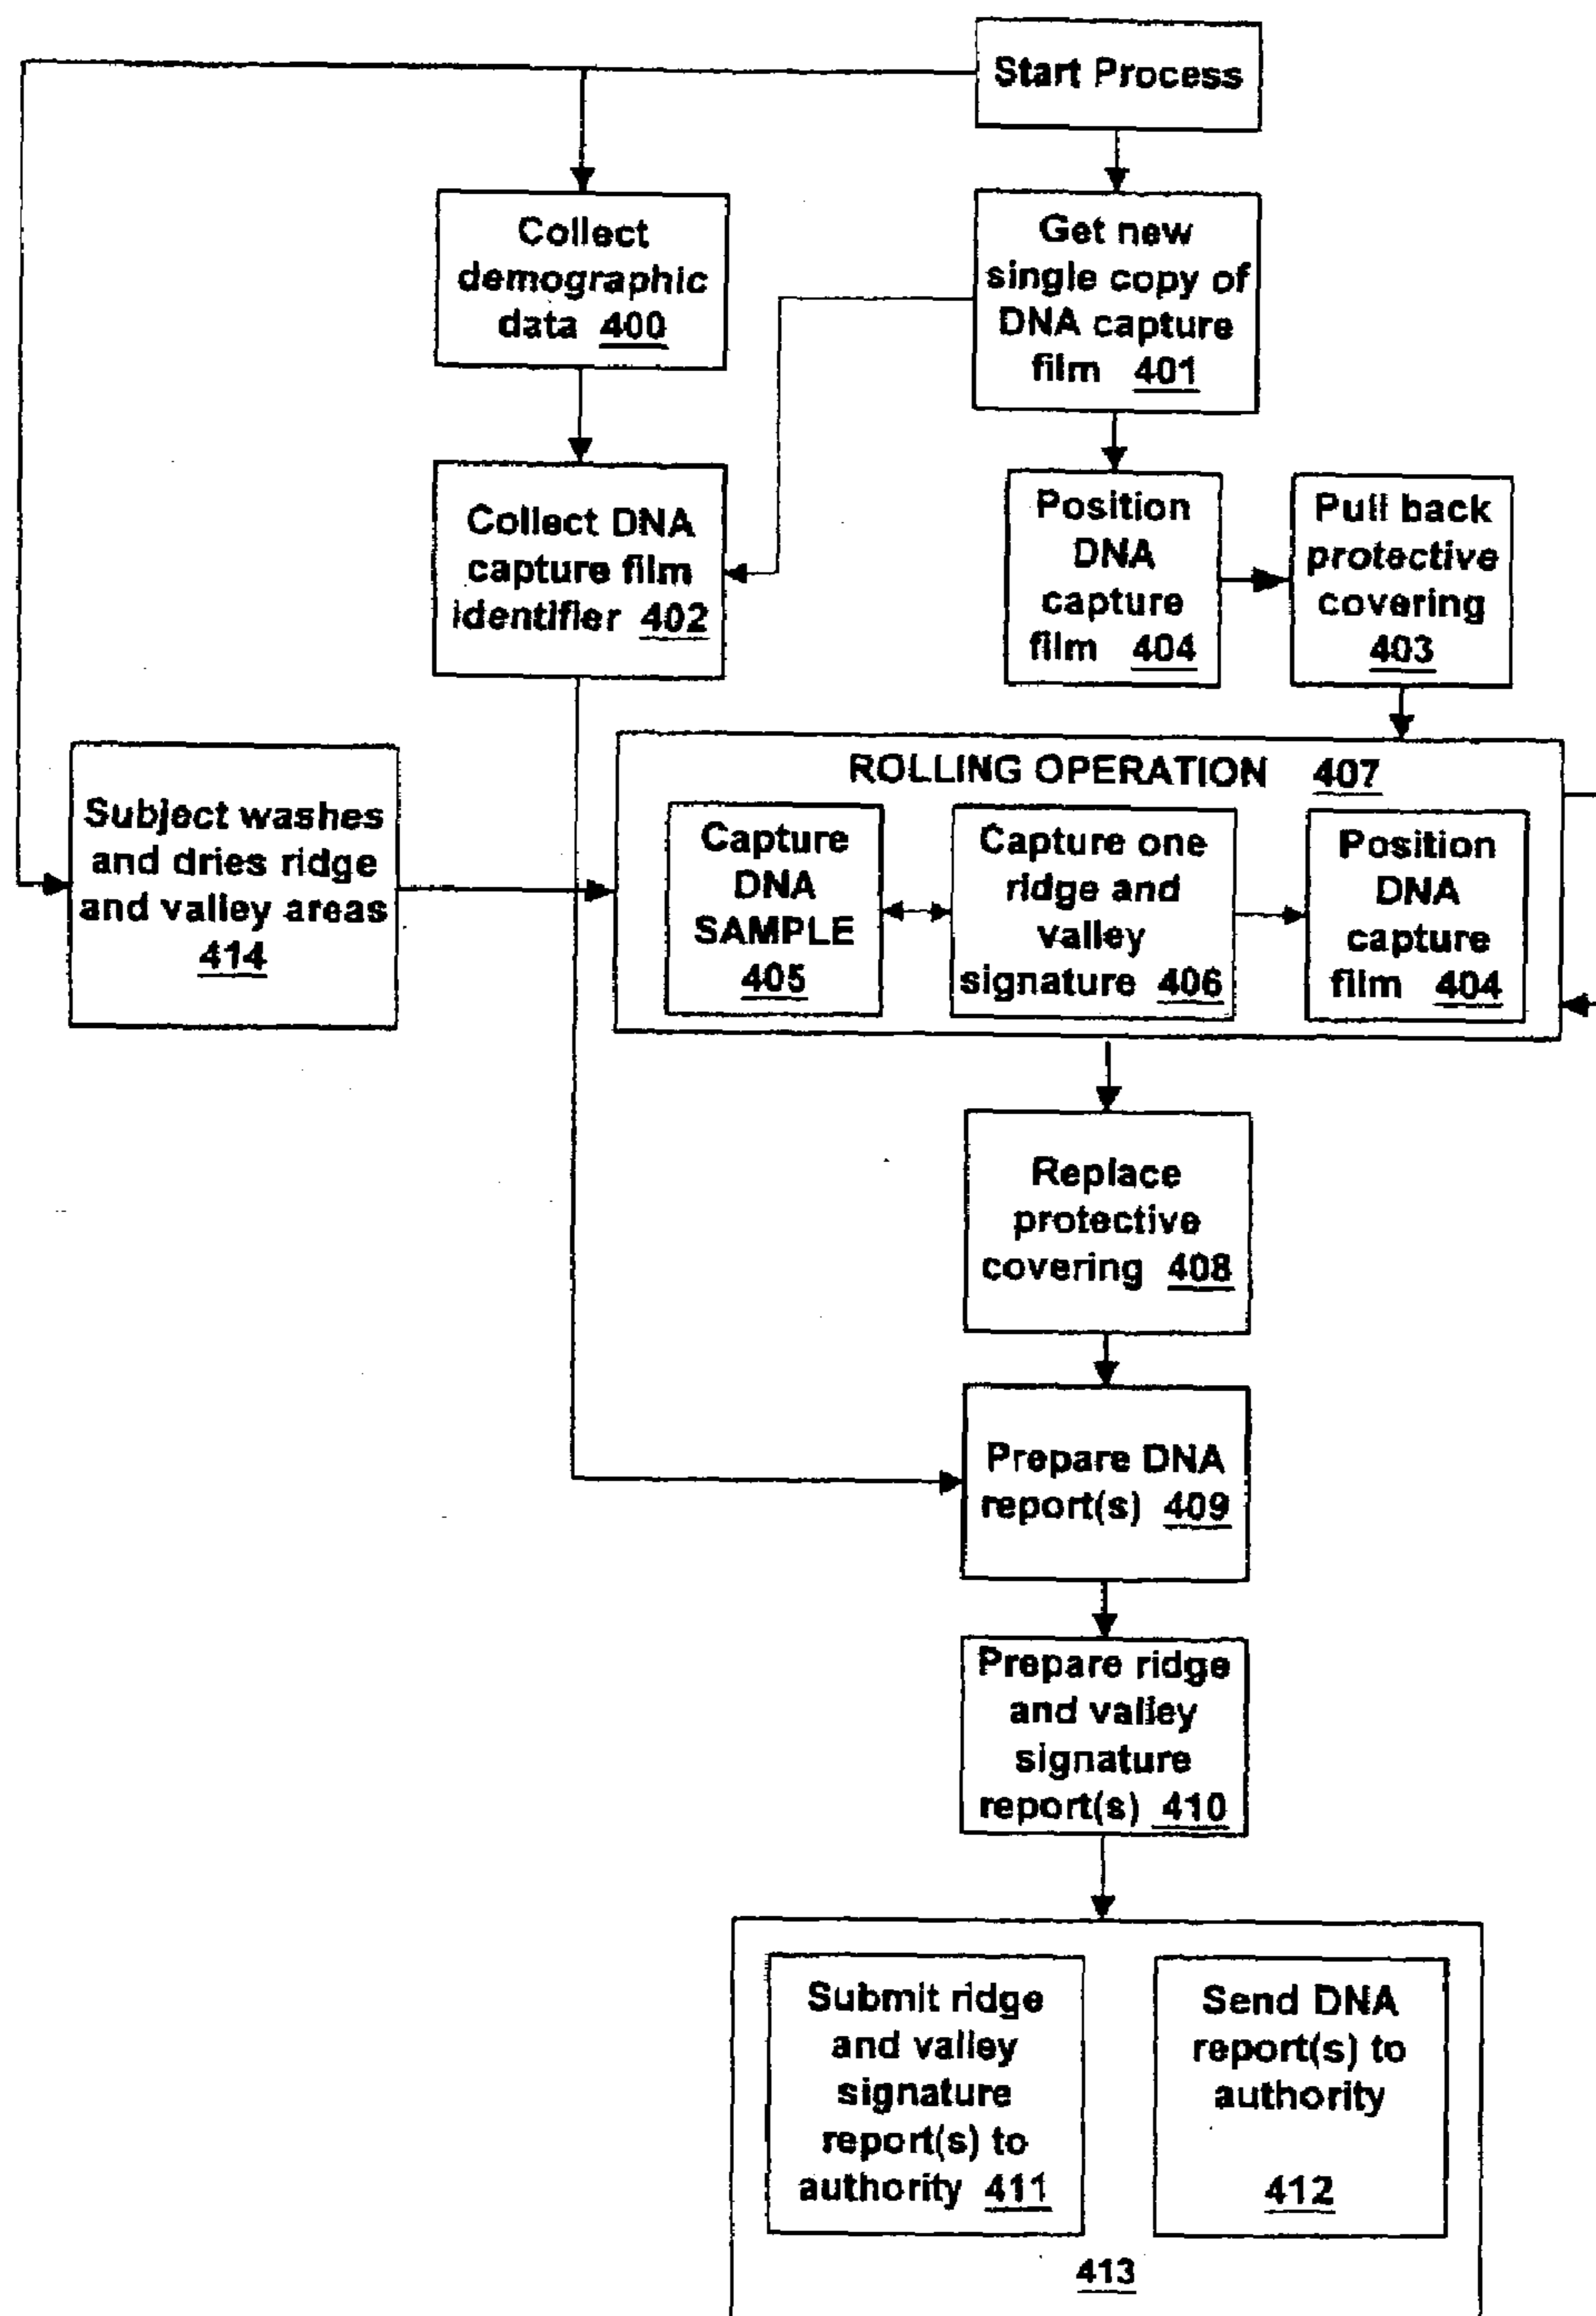 Start Process
Collect
demographic
data 400
Get new
single copy of
DNA capture
film 401
Collect DNA
capture film
identifier 402
Position
DNA
capture
film 404
Pull back
protective
covering
403
Subject washes
and dries ridge
and valley areas
414
ROLLING OPERATION 407
Capture
DNA
SAMPLE
405
Capture one
ridge and
valley
signature 406
Position
DNA
capture
film 404
Replace
protective
covering 408
Prepare DNA
report(s) 409
Prepare ridge
and valley
signature
report(s) 410
Submit ridge
and valley
signature
report(s) to
authority 411
Send DNA
report(s) to
authority
412
413